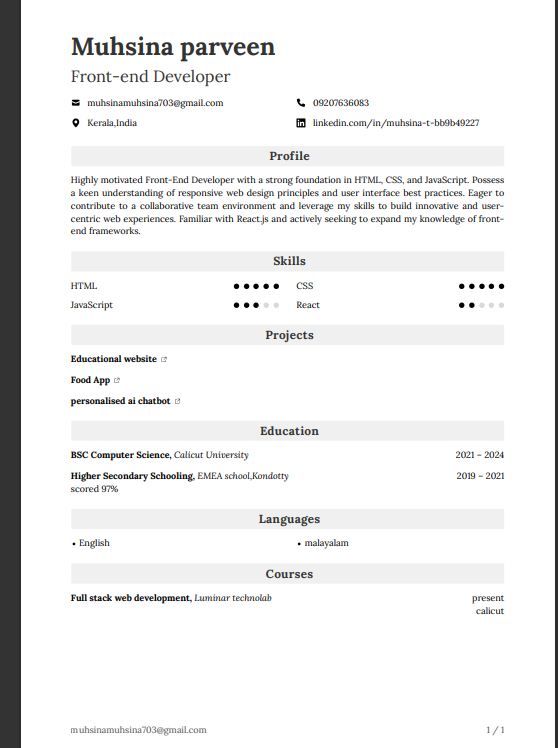 Muhsina parveen
Front-end Developer
muhsinamuhsina703@gmail.com 09207636083
Kerala,India linkedin.com/in/muhsina-t-bb9b49227
Profile
Highly motivated Front-End Developer with a strong foundation in HTML, CSS, and JavaScript. Possess
a keen understanding of responsive web design principles and user interface best practices. Eager to
contribute to a collaborative team environment and leverage my skills to build innovative and user-
centric web experiences. Familiar with React.js and actively seeking to expand my knowledge of front-
end frameworks.
Skills
HTML CSS
JavaScript React
Projects
Educational website
Food App
personalised ai chatbot
Education
BSC Computer Science, Calicut University 2021 – 2024
Higher Secondary Schooling, EMEA school,Kondotty 2019 – 2021
scored 97%
Languages
• English • malayalam
Courses
Full stack web development, Luminar technolab present
calicut
muhsinamuhsina703@gmail.com 1 / 1